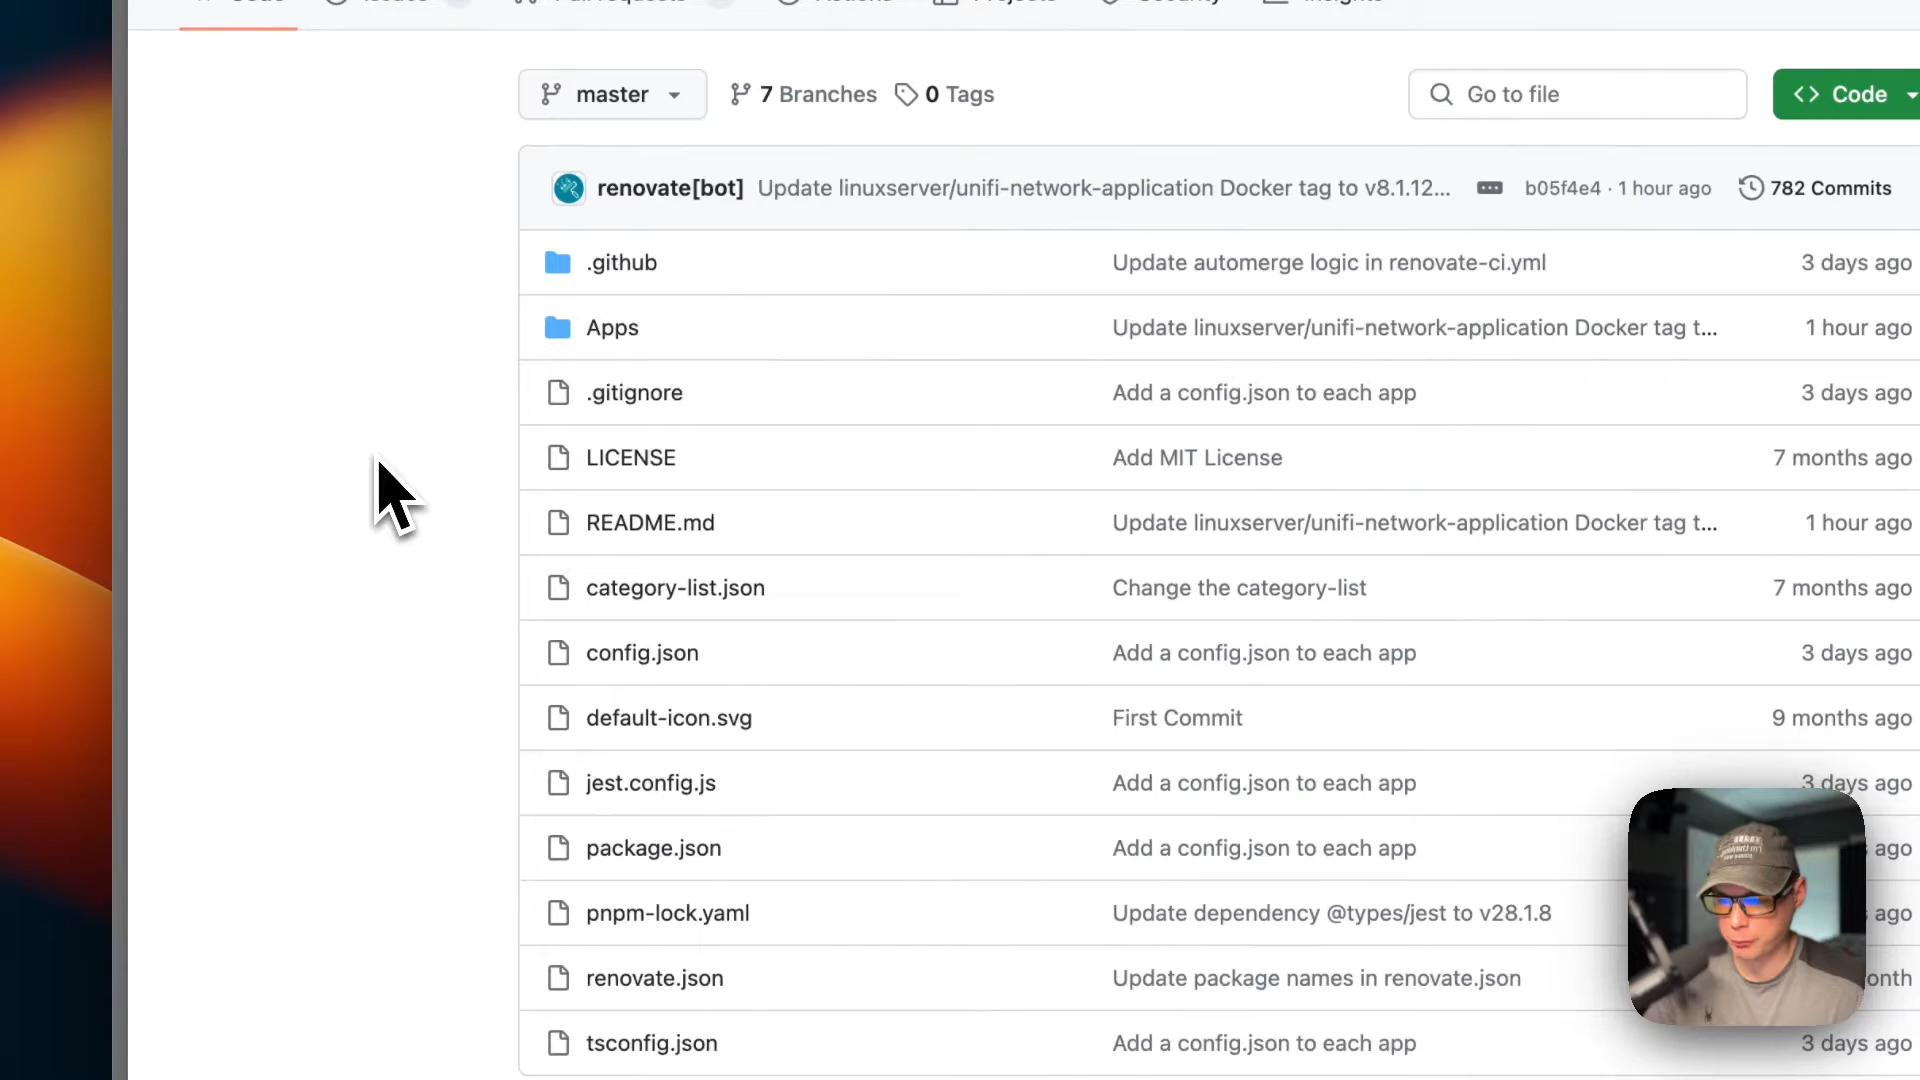 Code Issues Pull requests Actions Projects Security Insights
master 7 Branches 0 Tags Go to file Code
renovate[bot] Update linuxserver/unifi-network-application Docker tag to v8.1.12... b05f4e4 · 1 hour ago 782 Commits
.github Update automerge logic in renovate-ci.yml 3 days ago
Apps Update linuxserver/unifi-network-application Docker tag t... 1 hour ago
.gitignore Add a config.json to each app 3 days ago
LICENSE Add MIT License 7 months ago
README.md Update linuxserver/unifi-network-application Docker tag t... 1 hour ago
category-list.json Change the category-list 7 months ago
config.json Add a config.json to each app 3 days ago
default-icon.svg First Commit 9 months ago
jest.config.js Add a config.json to each app 3 days ago
package.json Add a config.json to each app ago
pnpm-lock.yaml Update dependency @types/jest to v28.1.8 ago
renovate.json Update package names in renovate.json onth
tsconfig.json Add a config.json to each app 3 days ago